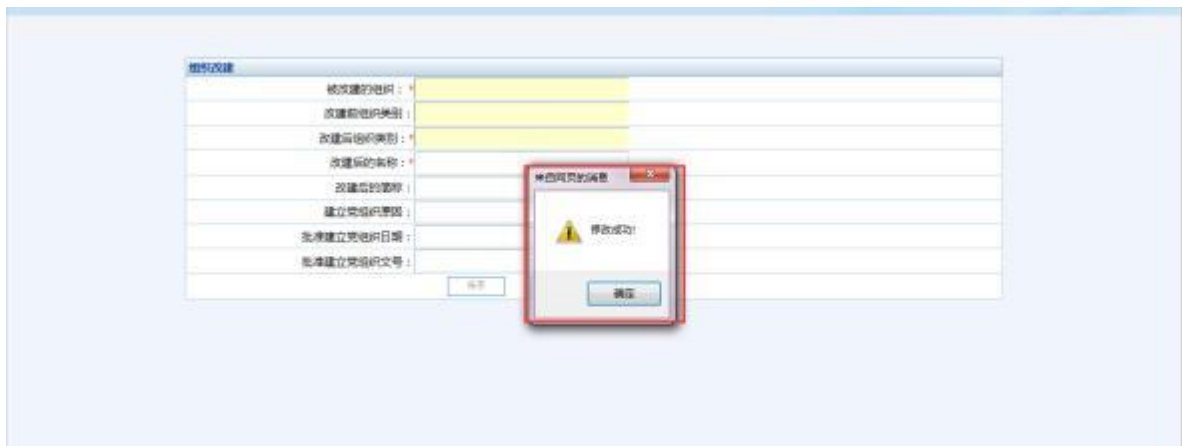 组织改建
被改建的组织：*
改建前组织类别：
改建后组织类别：*
改建后的名称：*
改建后的简称：
建立党组织原因：
批准建立党组织日期：
批准建立党组织文号：
来自网页的消息
修改成功!
确定